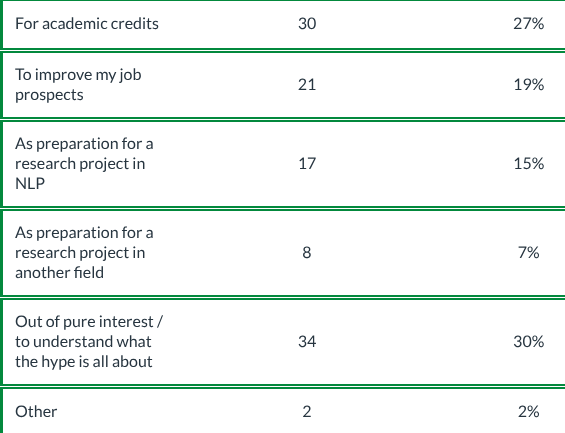 For academic credits 30 27%
To improve my job
prospects 21 19%
As preparation for a
research project in
NLP 17 15%
As preparation for a
research project in
another field 8 7%
Out of pure interest /
to understand what
the hype is all about 34 30%
Other 2 2%